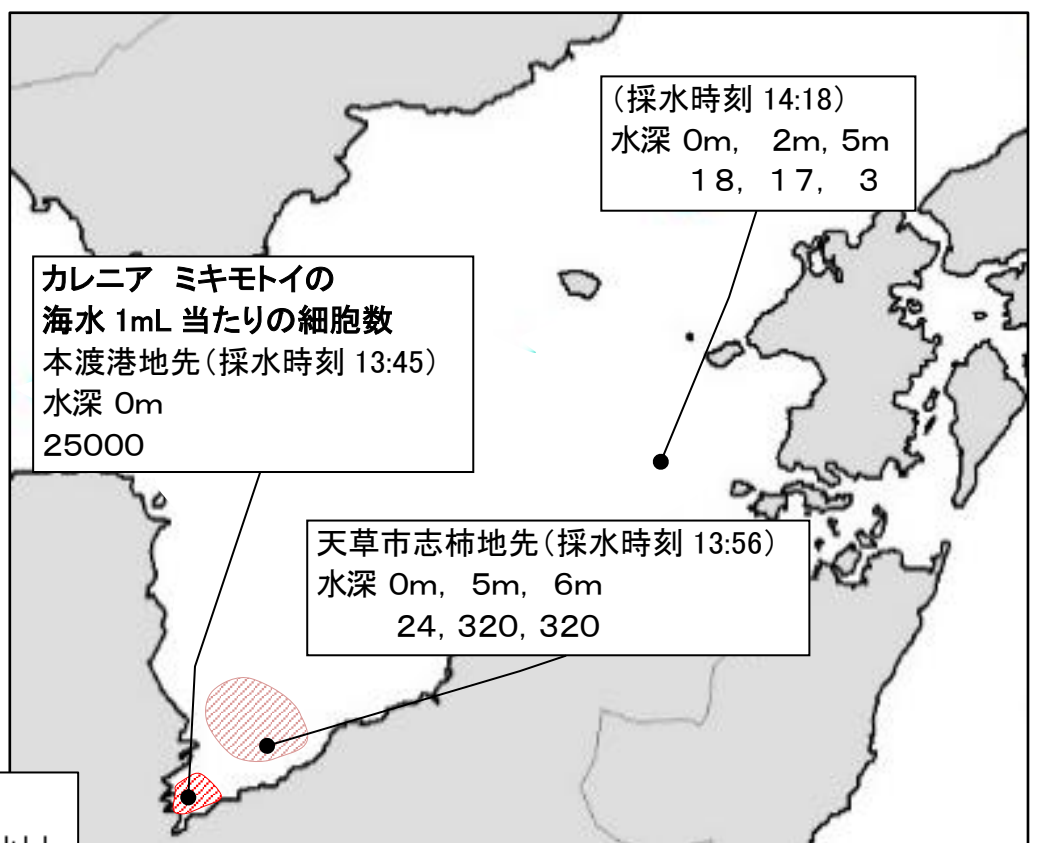 (採水時刻 14:18)
水深 0m, 2m, 5m
18, 17, 3
カレニア ミキモトイの
海水 1mL 当たりの細胞数
本渡港地先(採水時刻 13:45)
水深 0m
25000
天草市志柿地先(採水時刻 13:56)
水深 0m, 5m, 6m
24, 320, 320